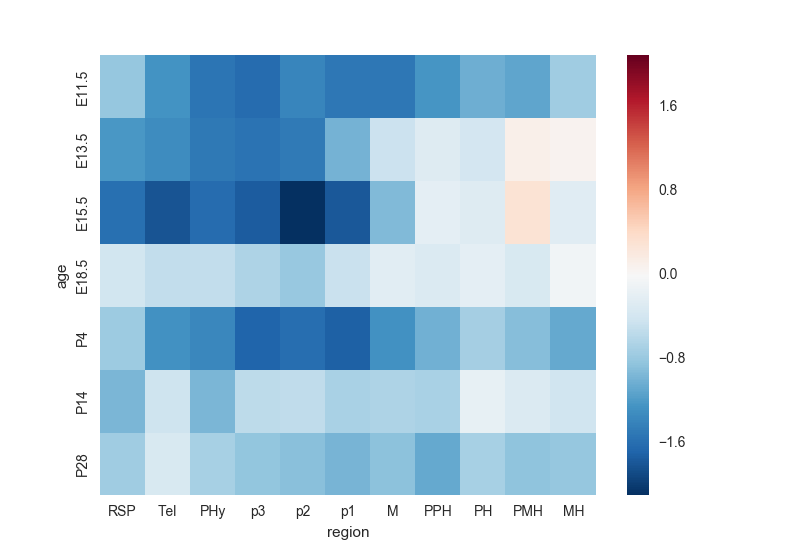 E11.5
E13.5
E15.5
E18.5
P4
P14
P28
age
RSP Tel PHy p3 p2 p1 M PPH PH PMH MH
region
1.6
0.8
0.0
−0.8
−1.6